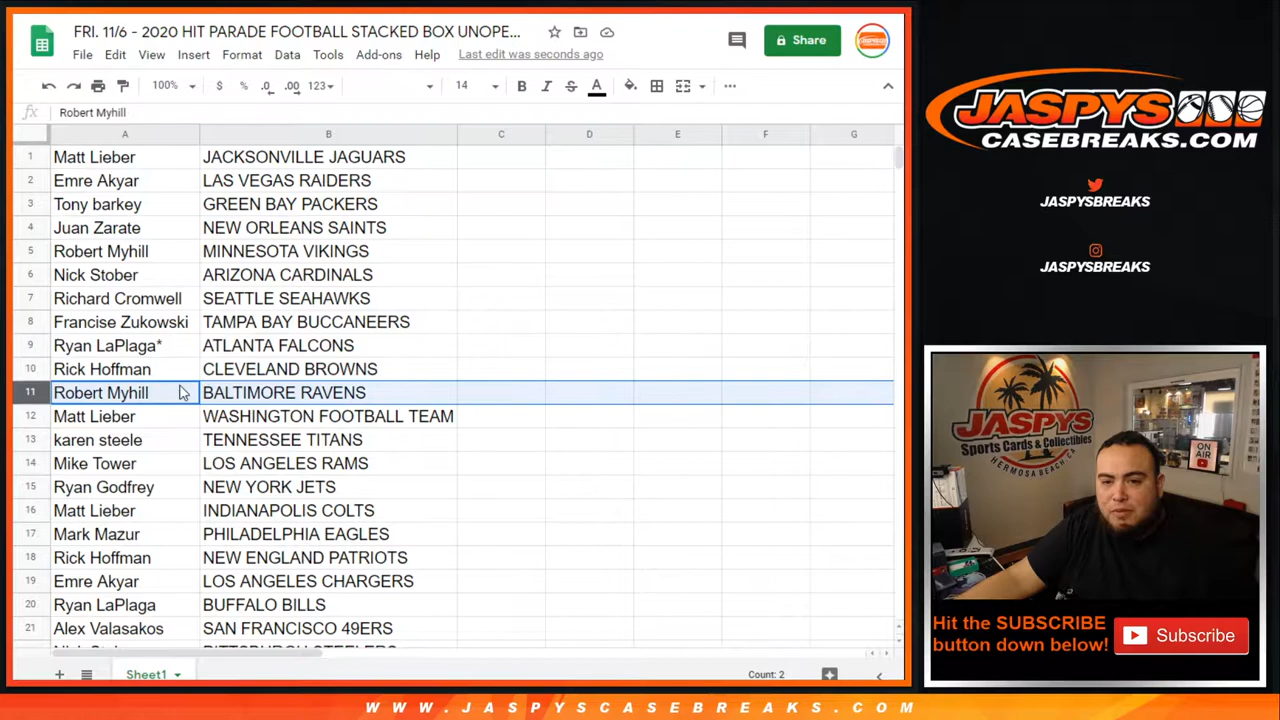 FRI. 11/6 - 2020 HIT PARADE FOOTBALL STACKED BOX UNOPE...
File Edit View Insert Format Data Tools Add-ons Help Last edit was seconds ago
Share
100% $ % .0 .00 123 14 B I S A
fx Robert Myhill
A B C D E F G
1 Matt Lieber JACKSONVILLE JAGUARS
2 Emre Akyar LAS VEGAS RAIDERS
3 Tony barkey GREEN BAY PACKERS
4 Juan Zarate NEW ORLEANS SAINTS
5 Robert Myhill MINNESOTA VIKINGS
6 Nick Stober ARIZONA CARDINALS
7 Richard Cromwell SEATTLE SEAHAWKS
8 Francise Zukowski TAMPA BAY BUCCANEERS
9 Ryan LaPlaga* ATLANTA FALCONS
10 Rick Hoffman CLEVELAND BROWNS
11 Robert Myhill BALTIMORE RAVENS
12 Matt Lieber WASHINGTON FOOTBALL TEAM
13 karen steele TENNESSEE TITANS
14 Mike Tower LOS ANGELES RAMS
15 Ryan Godfrey NEW YORK JETS
16 Matt Lieber INDIANAPOLIS COLTS
17 Mark Mazur PHILADELPHIA EAGLES
18 Rick Hoffman NEW ENGLAND PATRIOTS
19 Emre Akyar LOS ANGELES CHARGERS
20 Ryan LaPlaga BUFFALO BILLS
21 Alex Valasakos SAN FRANCISCO 49ERS
Sheet1
Count: 2
JASPYS
CASEBREAKS.COM
JASPYSBREAKS
JASPYSBREAKS
JASPYS
Sports Cards & Collectibles
HERMOSA BEACH, CA
ON AIR
Hit the SUBSCRIBE
button down below!
Subscribe
WWW.JASPYSCASEBREAKS.COM